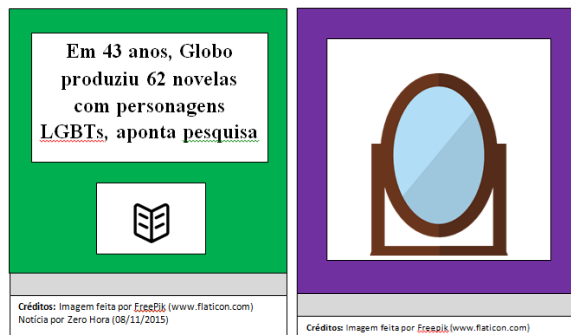 Em 43 anos, Globo
produziu 62 novelas
com personagens
LGBTs, aponta pesquisa
Créditos: Imagem feita por FreePik (www.flaticon.com)
Notícia por Zero Hora (08/11/2015)
Créditos: Imagem feita por Freepik (www.flaticon.com)